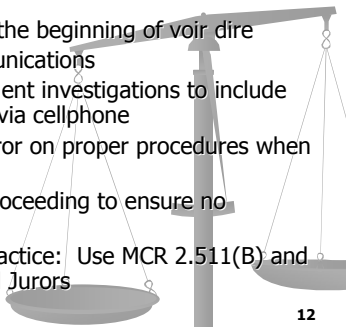 the beginning of voir dire
unications
ent investigations to include
via cellphone
ror on proper procedures when
oceeding to ensure no
actice: Use MCR 2.511(B) and
Jurors
12